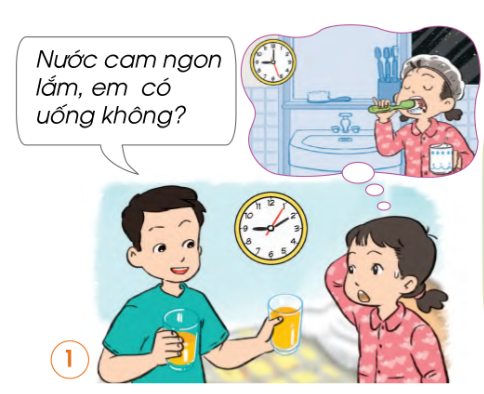 Nước cam ngon
lắm, em có
uống không?
1